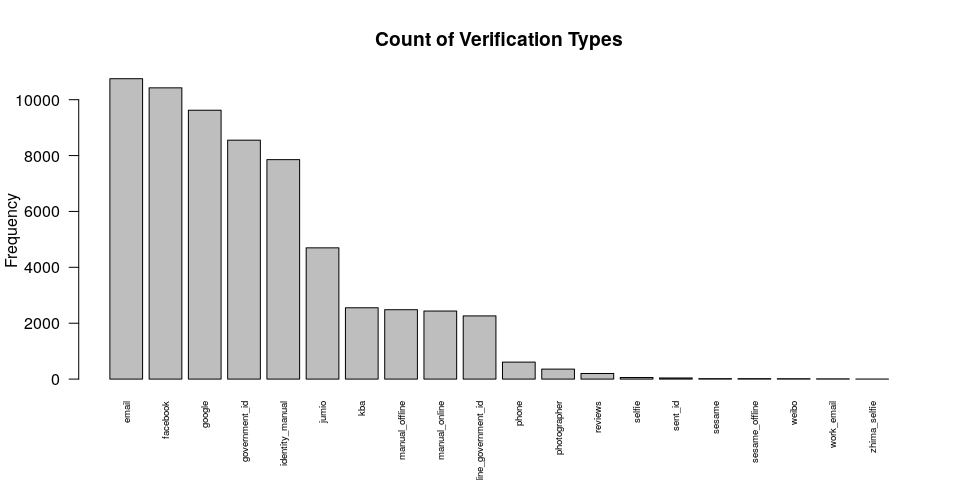 Count of Verification Types
Frequency
10000
8000
6000
4000
2000
0
email
facebook
google
government_id
identity_manual
jumio
kba
manual_offline
manual_online
line_government_id
phone
photographer
reviews
selfie
sent_id
sesame
sesame_offline
weibo
work_email
zhima_selfie